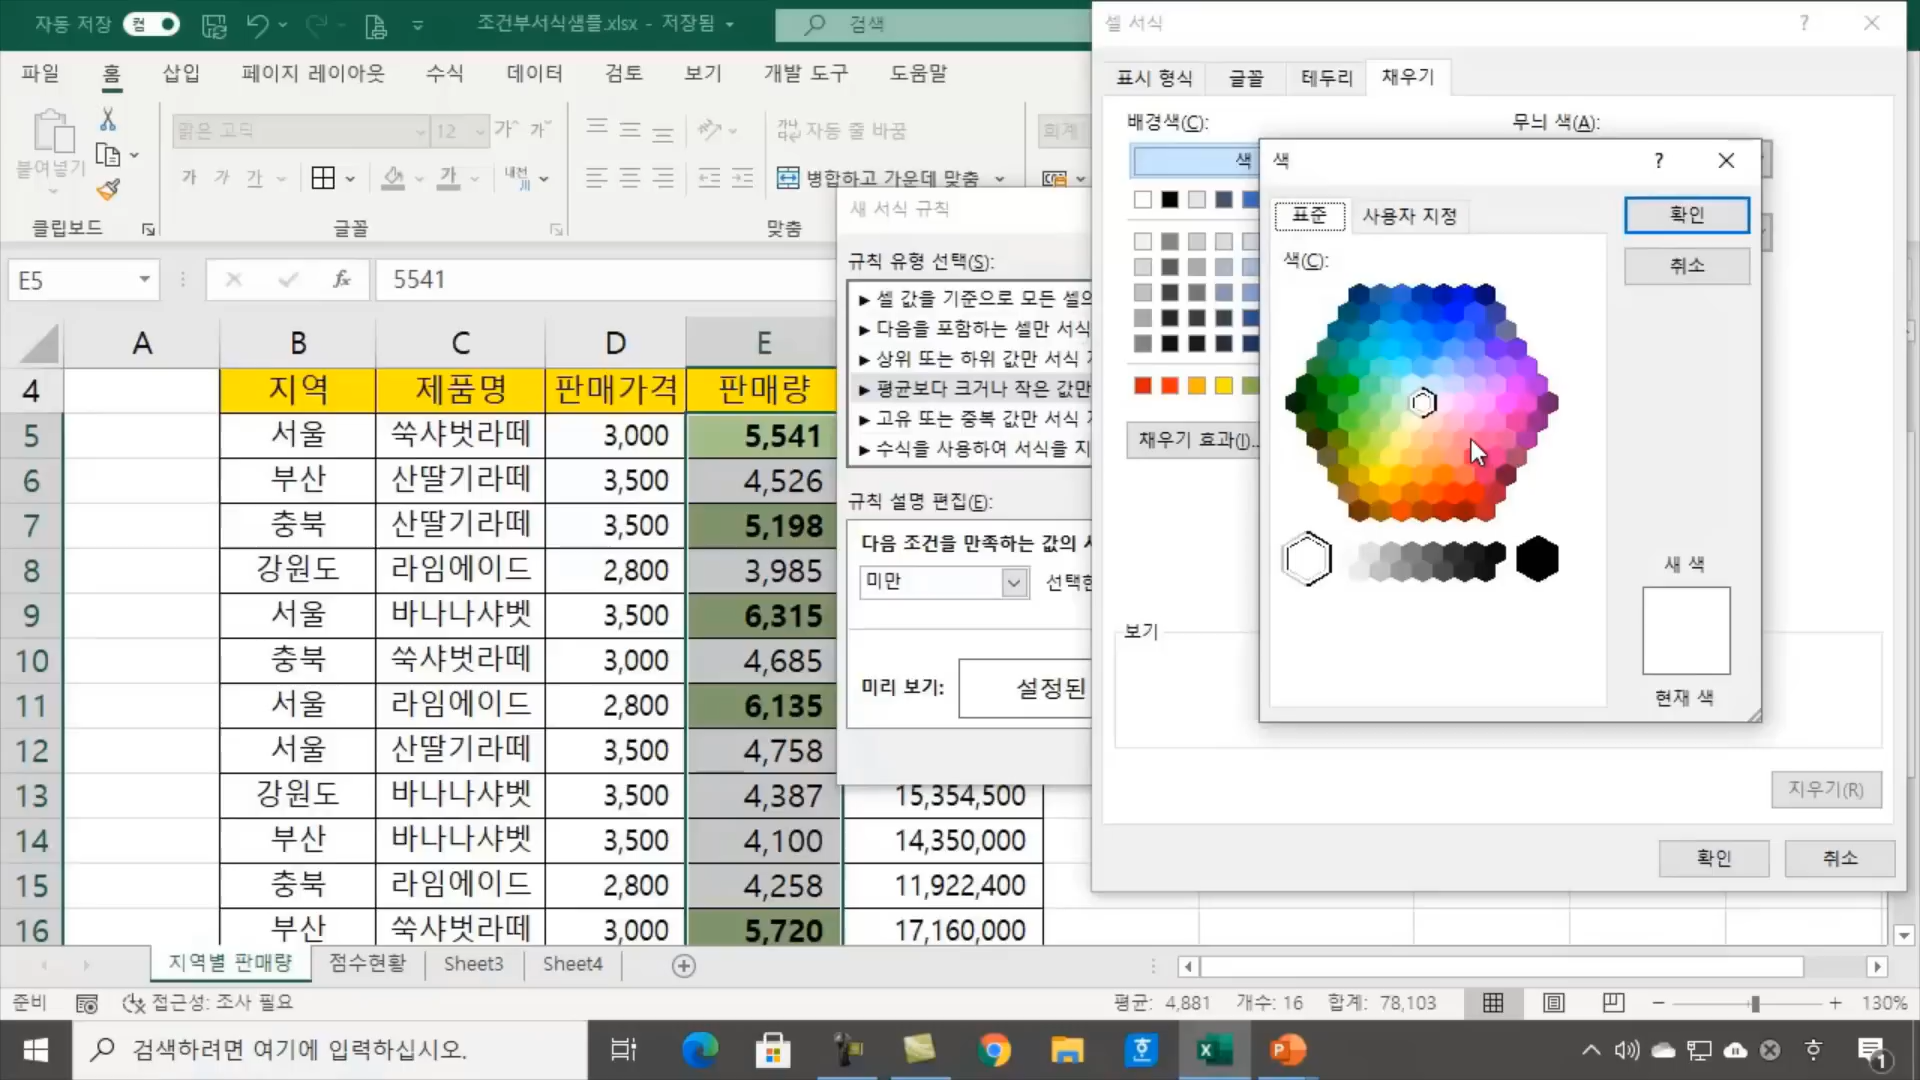 자동 저장 켬 조건부서식샘플.xlsx - 저장됨 검색
파일 홈 삽입 페이지 레이아웃 수식 데이터 검토 보기 개발 도구 도움말
붙여넣기 맑은 고딕 12 가 가 자동 줄 바꿈 회계
가 가 가 가 내천 병합하고 가운데 맞춤
클립보드 글꼴 맞춤
E5 fx 5541
A B C D E
4 지역 제품명 판매가격 판매량
5 서울 쑥샤벗라떼 3,000 5,541
6 부산 산딸기라떼 3,500 4,526
7 충북 산딸기라떼 3,500 5,198
8 강원도 라임에이드 2,800 3,985
9 서울 바나나샤벳 3,500 6,315
10 충북 쑥샤벗라떼 3,000 4,685
11 서울 라임에이드 2,800 6,135
12 서울 산딸기라떼 3,500 4,758
13 강원도 바나나샤벳 3,500 4,387 15,354,500
14 부산 바나나샤벳 3,500 4,100 14,350,000
15 충북 라임에이드 2,800 4,258 11,922,400
16 부산 쑥샤벗라떼 3,000 5,720 17,160,000
새 서식 규칙
규칙 유형 선택(S):
► 셀 값을 기준으로 모든 셀의
► 다음을 포함하는 셀만 서식
► 상위 또는 하위 값만 서식
► 평균보다 크거나 작은 값만
► 고유 또는 중복 값만 서식
► 수식을 사용하여 서식을 지
규칙 설명 편집(E):
다음 조건을 만족하는 값의
미만 선택한
미리 보기: 설정된
셀 서식 ?
표시 형식 글꼴 테두리 채우기
배경색(C): 무늬 색(A):
색
채우기 효과(I)...
보기
지우기(R)
확인 취소
색 ?
표준 사용자 지정 확인
색(C): 취소
새 색
현재 색
지역별 판매량 점수현황 Sheet3 Sheet4
준비 접근성: 조사 필요 평균: 4,881 개수: 16 합계: 78,103 130%
검색하려면 여기에 입력하십시오. 1